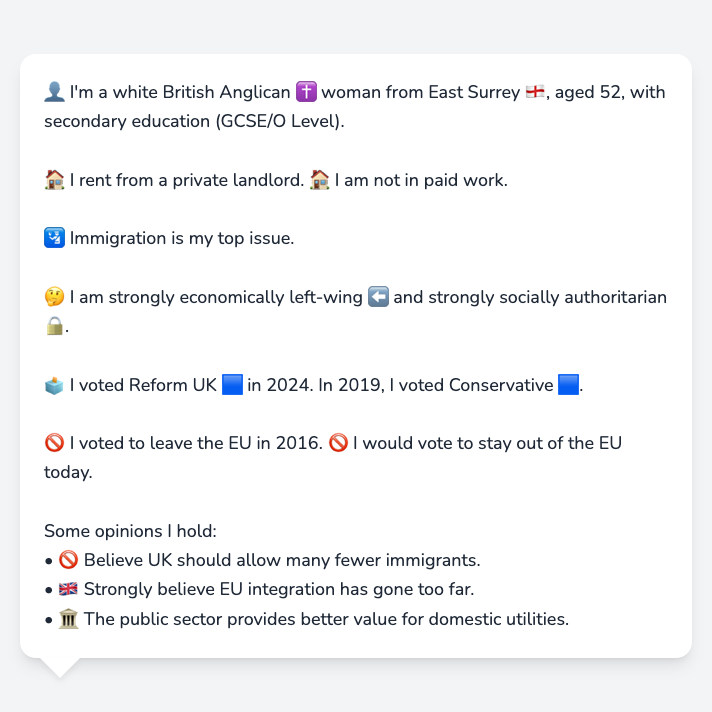 👤 I'm a white British Anglican ✝️ woman from East Surrey 🏴󠁧󠁢󠁥󠁮󠁧󠁿, aged 52, with
secondary education (GCSE/O Level).
🏠 I rent from a private landlord. 🏠 I am not in paid work.
🛂 Immigration is my top issue.
🤔 I am strongly economically left-wing ⬅️ and strongly socially authoritarian
🔒.
🗳️ I voted Reform UK 🟦 in 2024. In 2019, I voted Conservative 🟦.
🚫 I voted to leave the EU in 2016. 🚫 I would vote to stay out of the EU
today.
Some opinions I hold:
• 🚫 Believe UK should allow many fewer immigrants.
• 🇬🇧 Strongly believe EU integration has gone too far.
• 🏛️ The public sector provides better value for domestic utilities.